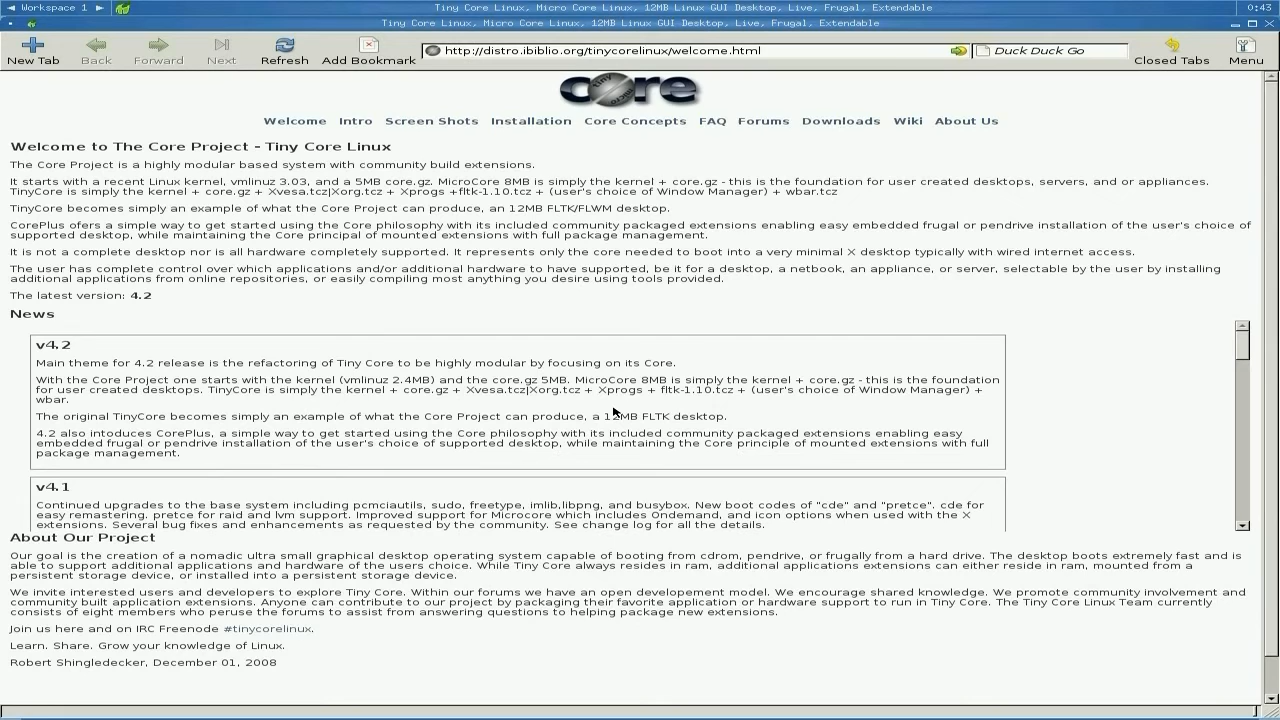 Workspace 1
Tiny Core Linux, Micro Core Linux, 12MB Linux GUI Desktop, Live, Frugal, Extendable
0:43
Tiny Core Linux, Micro Core Linux, 12MB Linux GUI Desktop, Live, Frugal, Extendable
New Tab Back Forward Next Refresh Add Bookmark http://distro.ibiblio.org/tinycorelinux/welcome.html Duck Duck Go Closed Tabs Menu
core
tiny
micro
Welcome Intro Screen Shots Installation Core Concepts FAQ Forums Downloads Wiki About Us
Welcome to The Core Project - Tiny Core Linux
The Core Project is a highly modular based system with community build extensions.
It starts with a recent Linux kernel, vmlinuz 3.03, and a 5MB core.gz. MicroCore 8MB is simply the kernel + core.gz - this is the foundation for user created desktops, servers, and or appliances.
TinyCore is simply the kernel + core.gz + Xvesa.tcz|Xorg.tcz + Xprogs +fltk-1.10.tcz + (user's choice of Window Manager) + wbar.tcz
TinyCore becomes simply an example of what the Core Project can produce, an 12MB FLTK/FLWM desktop.
CorePlus ofers a simple way to get started using the Core philosophy with its included community packaged extensions enabling easy embedded frugal or pendrive installation of the user's choice of
supported desktop, while maintaining the Core principal of mounted extensions with full package management.
It is not a complete desktop nor is all hardware completely supported. It represents only the core needed to boot into a very minimal X desktop typically with wired internet access.
The user has complete control over which applications and/or additional hardware to have supported, be it for a desktop, a netbook, an appliance, or server, selectable by the user by installing
additional applications from online repositories, or easily compiling most anything you desire using tools provided.
The latest version: 4.2
News
v4.2
Main theme for 4.2 release is the refactoring of Tiny Core to be highly modular by focusing on its Core.
With the Core Project one starts with the kernel (vmlinuz 2.4MB) and the core.gz 5MB. MicroCore 8MB is simply the kernel + core.gz - this is the foundation
for user created desktops. TinyCore is simply the kernel + core.gz + Xvesa.tcz|Xorg.tcz + Xprogs + fltk-1.10.tcz + (user's choice of Window Manager) +
wbar.
The original TinyCore becomes simply an example of what the Core Project can produce, a 12MB FLTK desktop.
4.2 also intoduces CorePlus, a simple way to get started using the Core philosophy with its included community packaged extensions enabling easy
embedded frugal or pendrive installation of the user's choice of supported desktop, while maintaining the Core principle of mounted extensions with full
package management.
v4.1
Continued upgrades to the base system including pcmciautils, sudo, freetype, imlib,libpng, and busybox. New boot codes of "cde" and "pretce". cde for
easy remastering. pretce for raid and lvm support. Improved support for Microcore which includes Ondemand, and icon options when used with the X
extensions. Several bug fixes and enhancements as requested by the community. See change log for all the details.
About Our Project
Our goal is the creation of a nomadic ultra small graphical desktop operating system capable of booting from cdrom, pendrive, or frugally from a hard drive. The desktop boots extremely fast and is
able to support additional applications and hardware of the users choice. While Tiny Core always resides in ram, additional applications extensions can either reside in ram, mounted from a
persistent storage device, or installed into a persistent storage device.
We invite interested users and developers to explore Tiny Core. Within our forums we have an open developement model. We encourage shared knowledge. We promote community involvement and
community built application extensions. Anyone can contribute to our project by packaging their favorite application or hardware support to run in Tiny Core. The Tiny Core Linux Team currently
consists of eight members who peruse the forums to assist from answering questions to helping package new extensions.
Join us here and on IRC Freenode #tinycorelinux.
Learn. Share. Grow your knowledge of Linux.
Robert Shingledecker, December 01, 2008